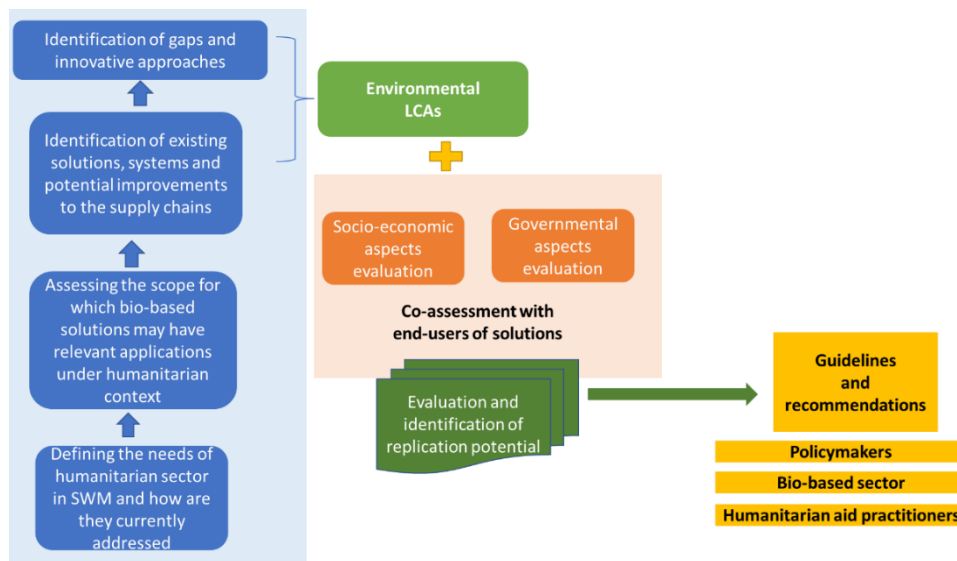 Identification of gaps and
innovative approaches
Identification of existing
solutions, systems and
potential improvements
to the supply chains
Assessing the scope for
which bio-based
solutions may have
relevant applications
under humanitarian
context
Defining the needs of
humanitarian sector
in SWM and how are
they currently
addressed
Environmental
LCAs
Socio-economic
aspects
evaluation
Governmental
aspects
evaluation
Co-assessment with
end-users of solutions
Evaluation and
identification of
replication potential
Guidelines
and
recommendations
Policymakers
Bio-based sector
Humanitarian aid practitioners